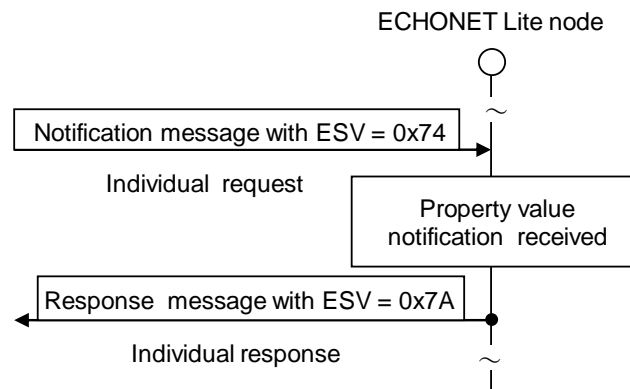 ECHONET Lite node
Notification message with ESV = 0x74
Individual request
Property value
notification received
Response message with ESV = 0x7A
Individual response